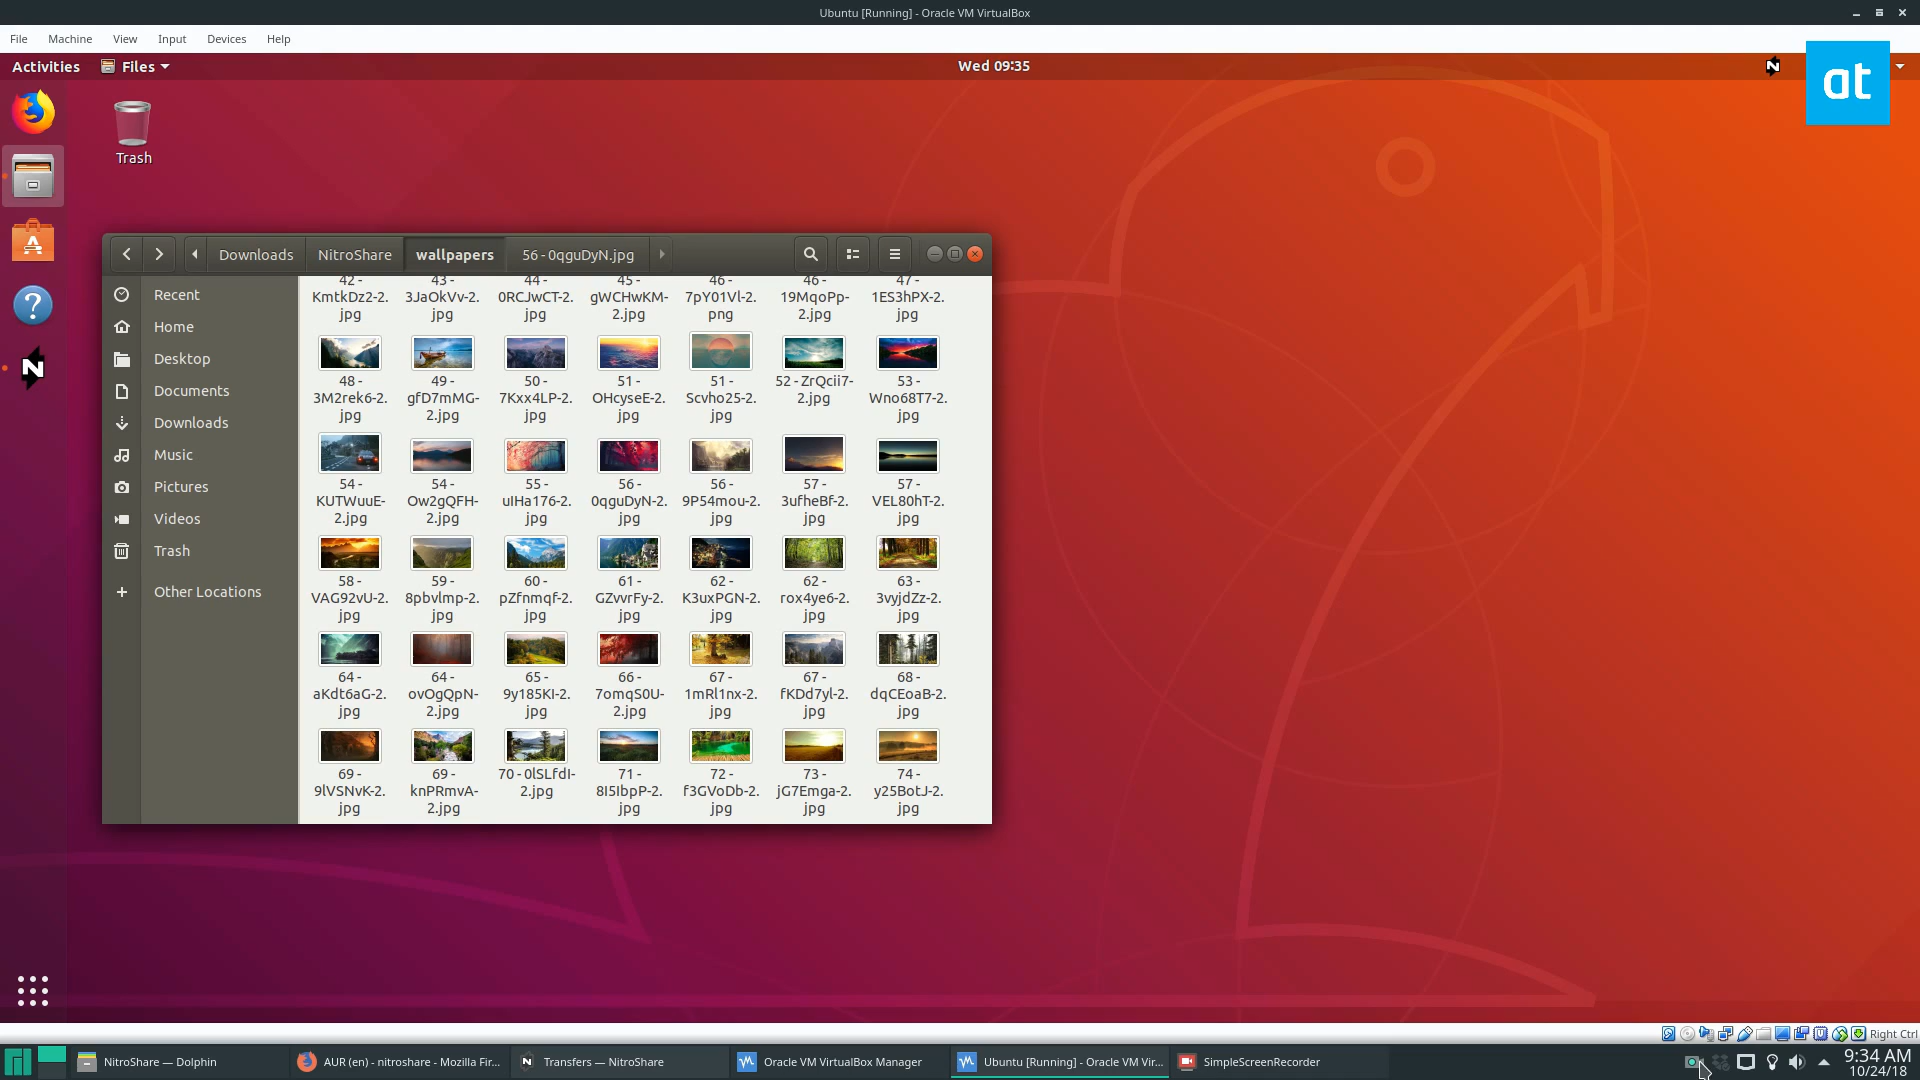 Ubuntu [Running] - Oracle VM VirtualBox
File Machine View Input Devices Help
Activities Files Wed 09:35
at
Trash
Downloads NitroShare wallpapers 56 - 0qguDyN.jpg
Recent
Home
Desktop
Documents
Downloads
Music
Pictures
Videos
Trash
Other Locations
42 - 43 - 44 - 45 - 46 - 46 - 47 -
KmtkDz2-2. 3JaOkVv-2. 0RCJwCT-2. gWCHwKM- 7pY01Vl-2. 19MqoPp- 1ES3hPX-2.
jpg jpg jpg 2.jpg png 2.jpg jpg
48 - 49 - 50 - 51 - 51 - 52 - ZrQcii7- 53 -
3M2rek6-2. gfD7mMG- 7Kxx4LP-2. OHcyseE-2. Scvho25-2. 2.jpg Wno68T7-2.
jpg 2.jpg jpg jpg jpg jpg
54 - 54 - 55 - 56 - 56 - 57 - 57 -
KUTWuuE- Ow2gQFH- uIHa176-2. 0qguDyN-2. 9P54mou-2. 3ufheBf-2. VEL80hT-2.
2.jpg 2.jpg jpg jpg jpg jpg jpg
58 - 59 - 60 - 61 - 62 - 62 - 63 -
VAG92vU-2. 8pbvlmp-2. pZfnmqf-2. GZvvrFy-2. K3uxPGN-2. rox4ye6-2. 3vyjdZz-2.
jpg jpg jpg jpg jpg jpg jpg
64 - 64 - 65 - 66 - 67 - 67 - 68 -
aKdt6aG-2. ovOgQpN- 9y185KI-2. 7omqS0U- 1mRl1nx-2. fKDd7yl-2. dqCEoaB-2.
jpg 2.jpg jpg 2.jpg jpg jpg jpg
69 - 69 - 70 - 0lSLfdI- 71 - 72 - 73 - 74 -
9lVSNvK-2. knPRmvA- 2.jpg 8I5IbpP-2. f3GVoDb-2. jG7Emga-2. y25BotJ-2.
jpg 2.jpg jpg jpg jpg jpg
Right Ctrl
NitroShare — Dolphin AUR (en) - nitroshare - Mozilla Fir... Transfers — NitroShare Oracle VM VirtualBox Manager Ubuntu [Running] - Oracle VM Vir... SimpleScreenRecorder 9:34 AM
10/24/18